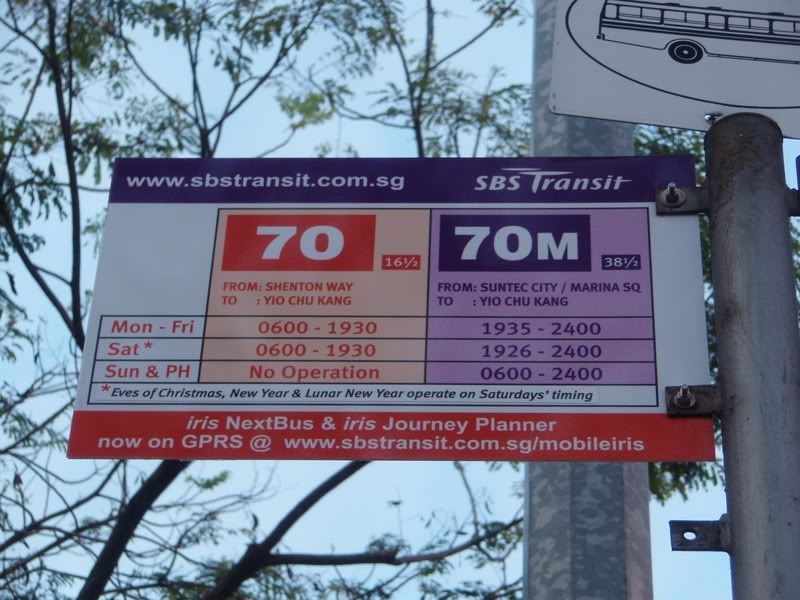 www.sbstransit.com.sg SBS Transit
70 16½ 70M 38½
FROM: SHENTON WAY FROM: SUNTEC CITY / MARINA SQ
TO : YIO CHU KANG TO : YIO CHU KANG
Mon - Fri 0600 - 1930 1935 - 2400
Sat* 0600 - 1930 1926 - 2400
Sun & PH No Operation 0600 - 2400
*Eves of Christmas, New Year & Lunar New Year operate on Saturdays' timing
iris NextBus & iris Journey Planner
now on GPRS @ www.sbstransit.com.sg/mobileiris